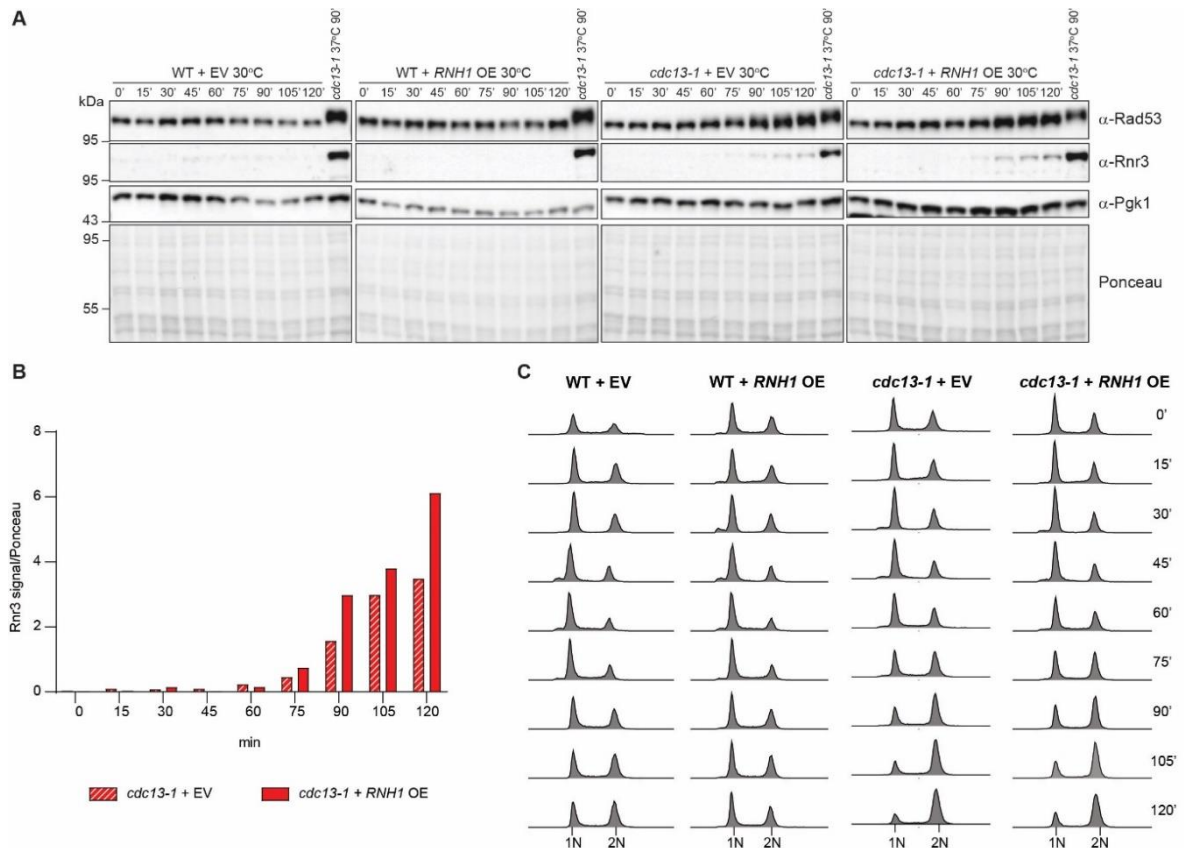 A
WT + EV 30°C
WT + RNH1 OE 30°C
cdc13-1 + EV 30°C
cdc13-1 + RNH1 OE 30°C
0' 15' 30' 45' 60' 75' 90' 105' 120' cdc13-1 37°C 90'
0' 15' 30' 45' 60' 75' 90' 105' 120' cdc13-1 37°C 90'
0' 15' 30' 45' 60' 75' 90' 105' 120' cdc13-1 37°C 90'
0' 15' 30' 45' 60' 75' 90' 105' 120' cdc13-1 37°C 90'
kDa
α-Rad53
95
α-Rnr3
95
α-Pgk1
43
95
Ponceau
55
B
Rnr3 signal/Ponceau
8
6
4
2
0
0 15 30 45 60 75 90 105 120
min
cdc13-1 + EV
cdc13-1 + RNH1 OE
C
WT + EV
WT + RNH1 OE
cdc13-1 + EV
cdc13-1 + RNH1 OE
0'
15'
30'
45'
60'
75'
90'
105'
120'
1N 2N
1N 2N
1N 2N
1N 2N